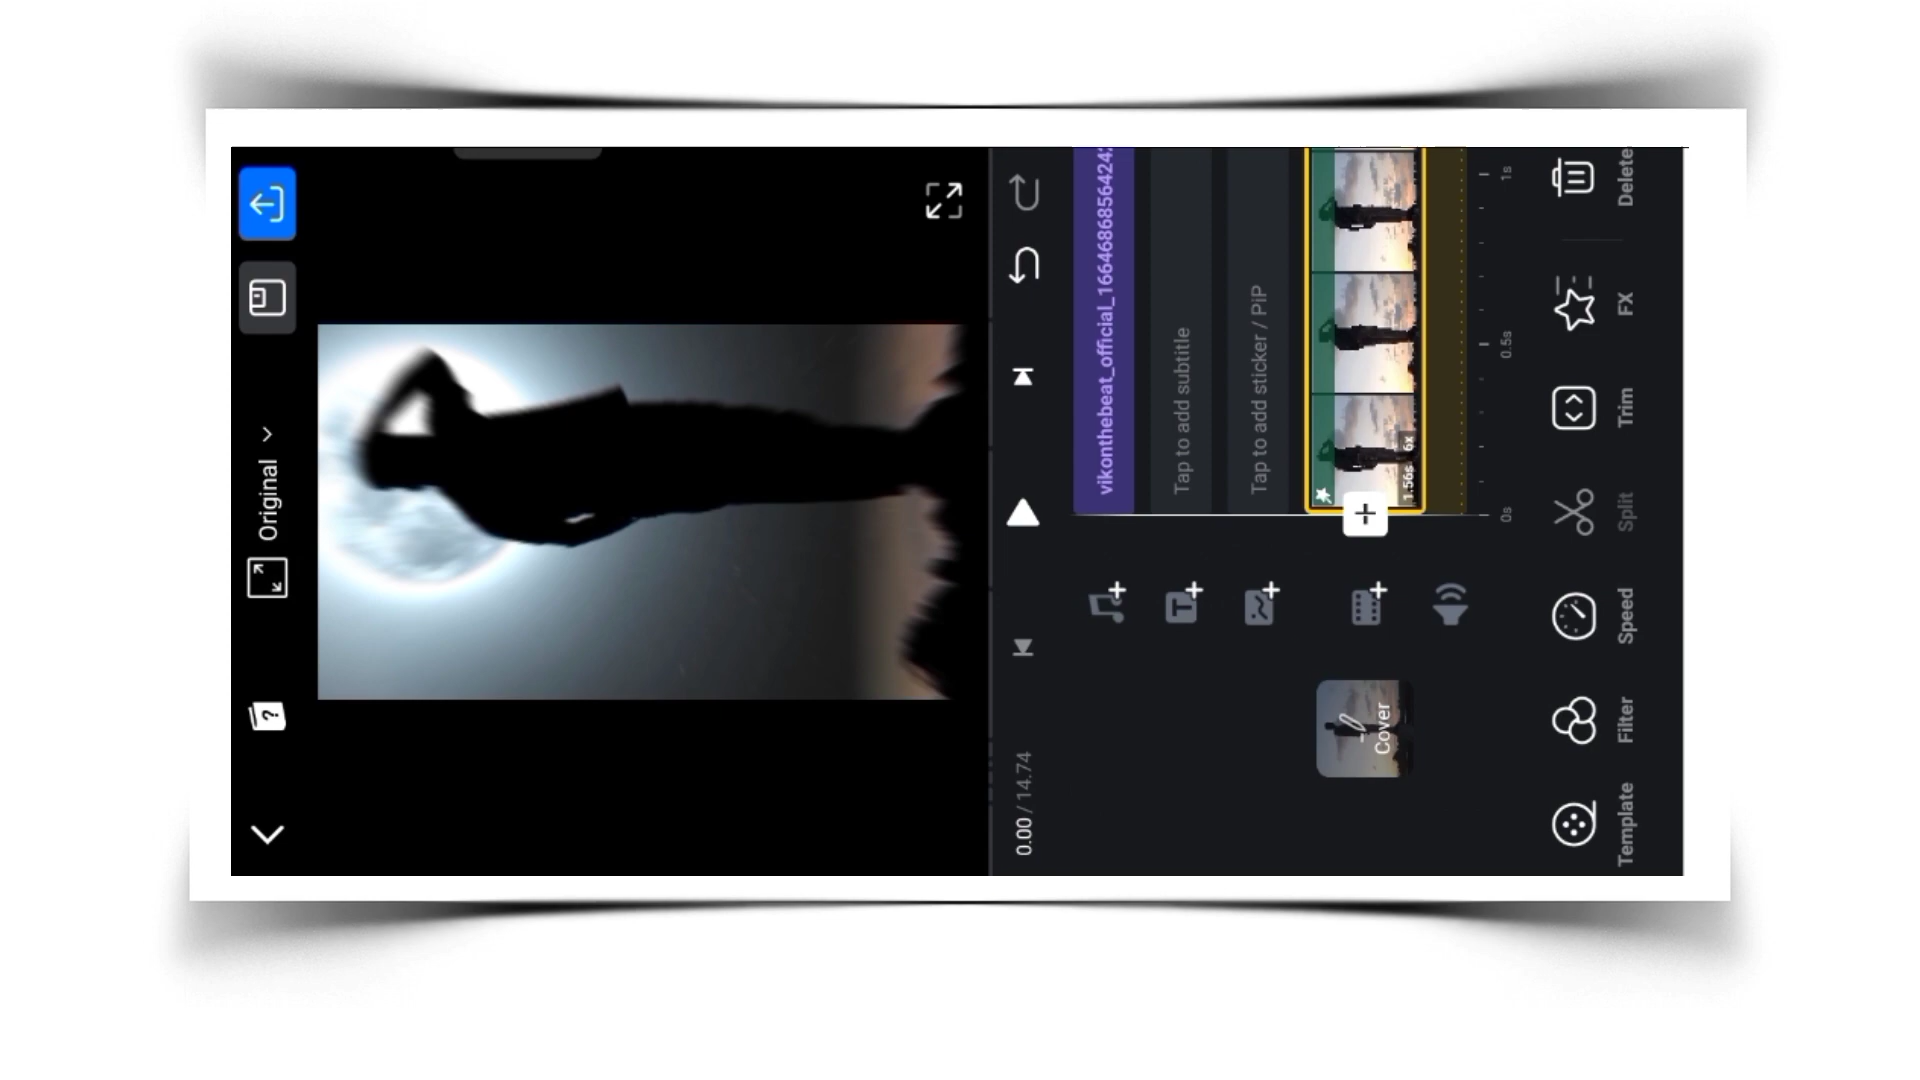 Original
0.00 / 14.74
vikonthebeat_official_16646868564242
Tap to add subtitle
Tap to add sticker / PiP
Cover
1.56s
6x
0s
0.5s
1s
Template
Filter
Speed
Split
Trim
FX
Delete